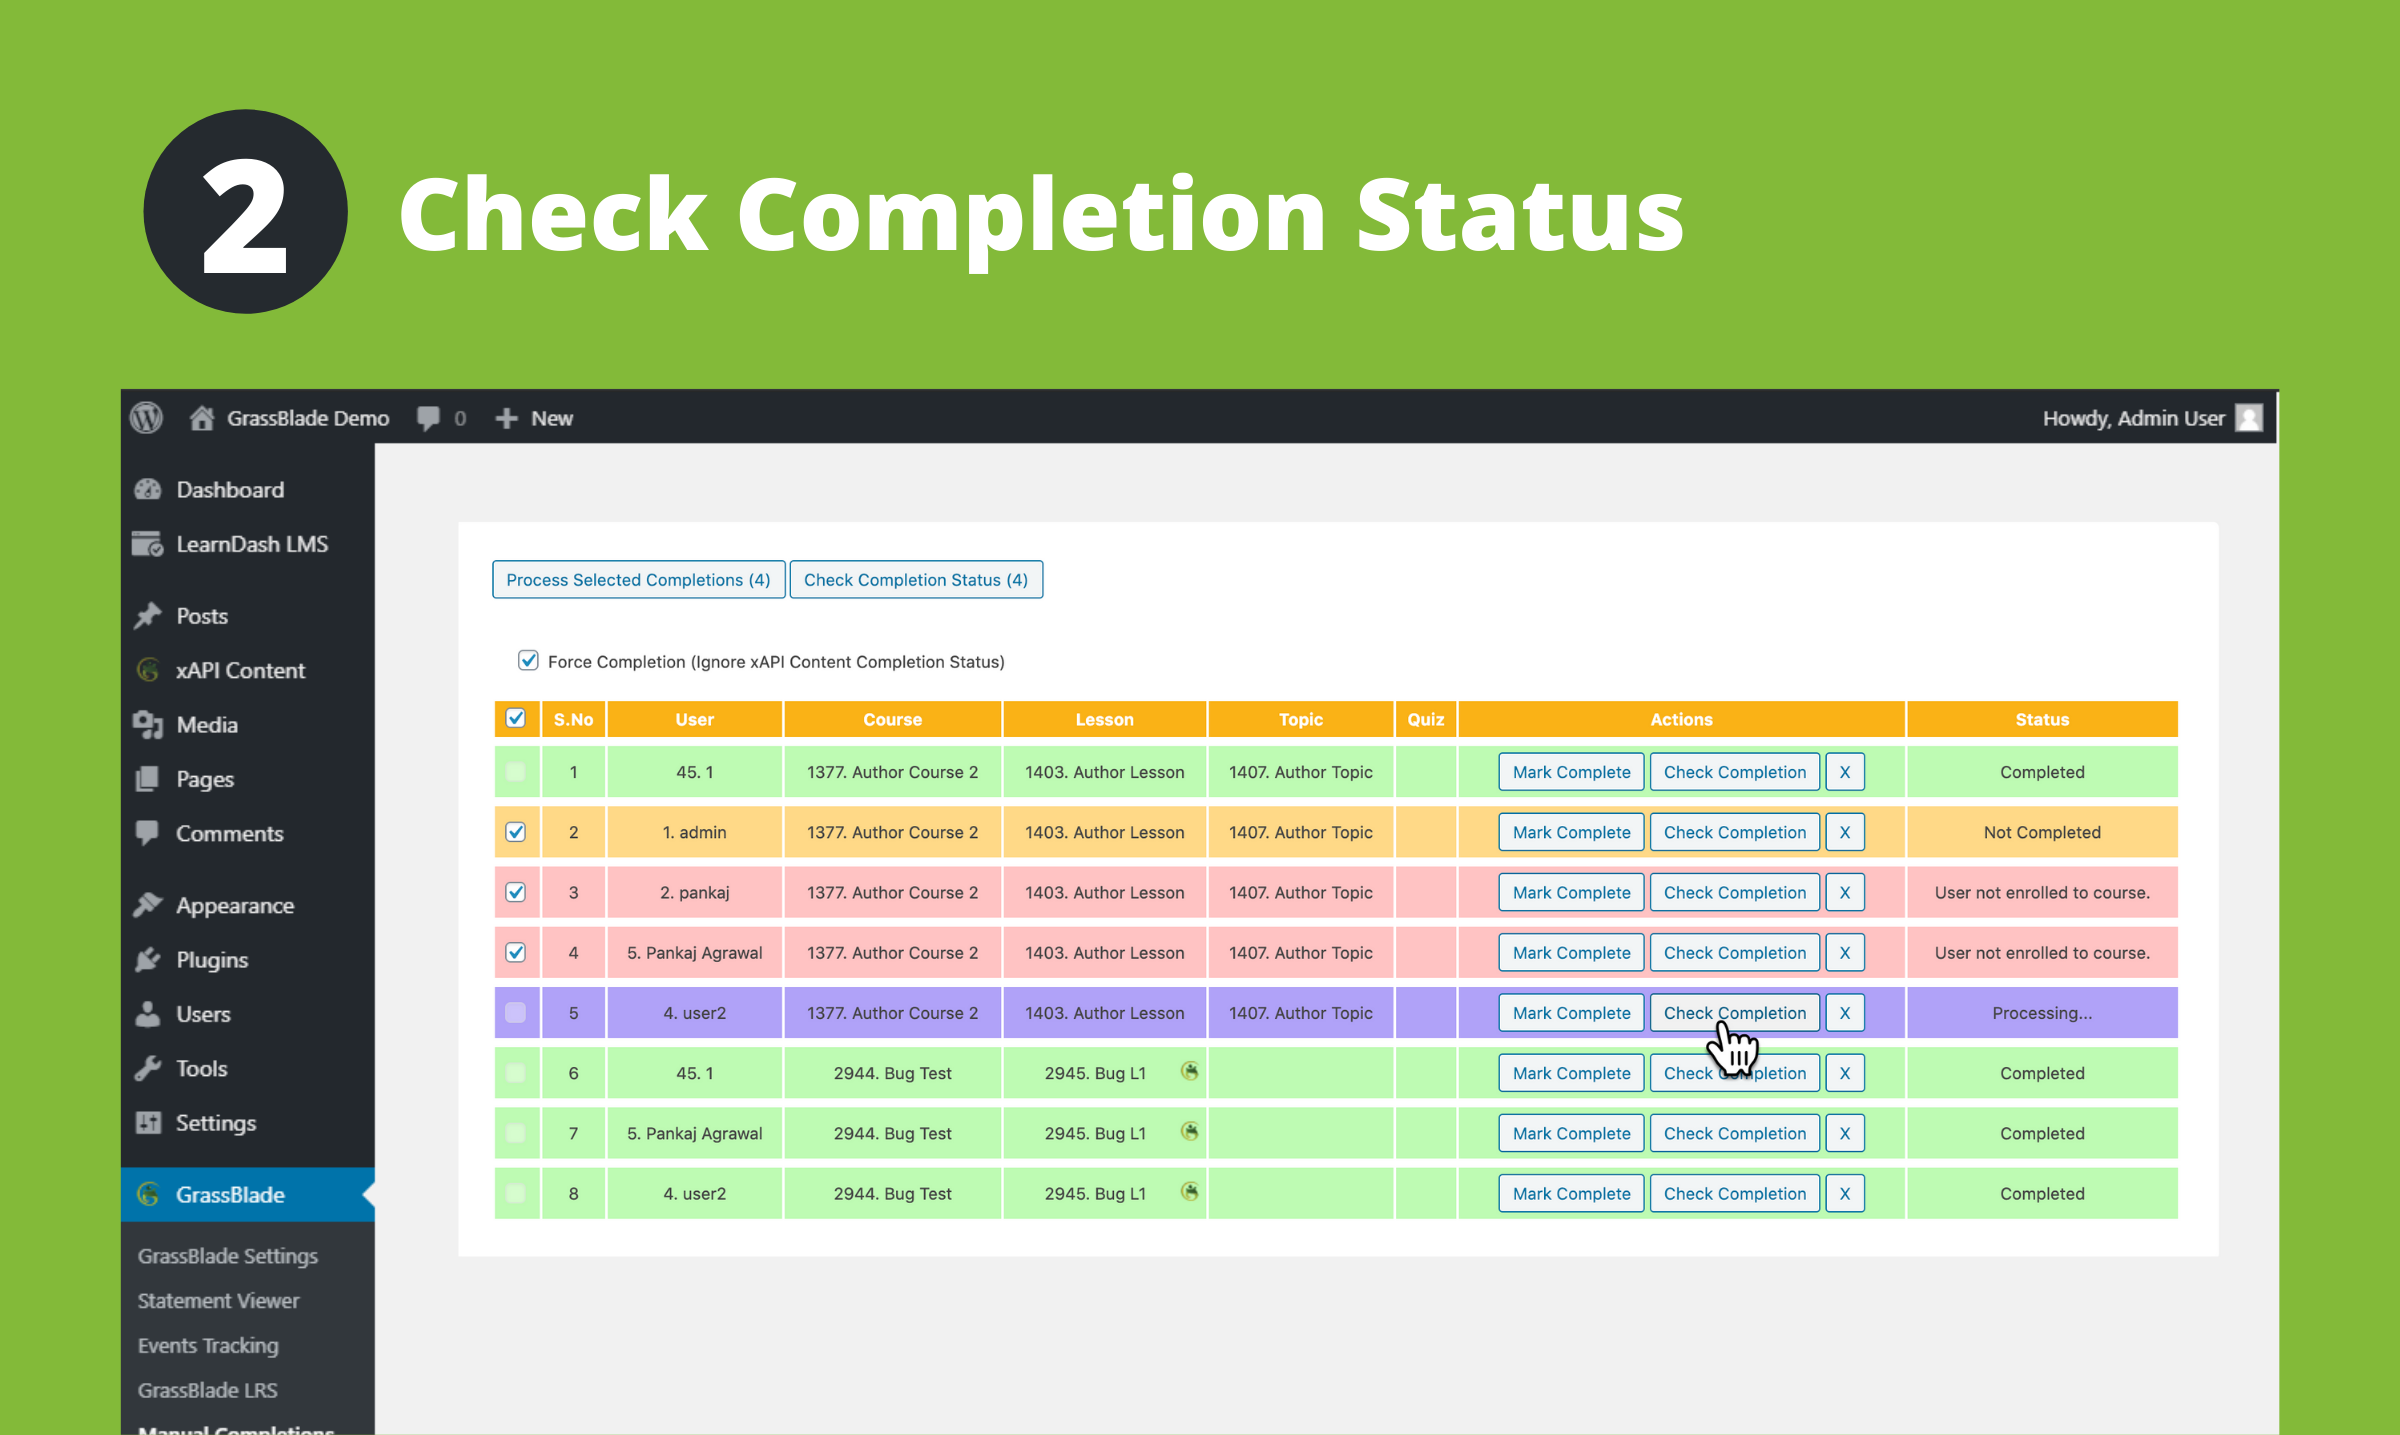 2 Check Completion Status
GrassBlade Demo 0 New Howdy, Admin User
Dashboard
LearnDash LMS
Posts
xAPI Content
Media
Pages
Comments
Appearance
Plugins
Users
Tools
Settings
GrassBlade
GrassBlade Settings
Statement Viewer
Events Tracking
GrassBlade LRS
Manual Completions
Process Selected Completions (4) Check Completion Status (4)
Force Completion (Ignore xAPI Content Completion Status)
S.No User Course Lesson Topic Quiz Actions Status
1 45. 1 1377. Author Course 2 1403. Author Lesson 1407. Author Topic Mark Complete Check Completion X Completed
2 1. admin 1377. Author Course 2 1403. Author Lesson 1407. Author Topic Mark Complete Check Completion X Not Completed
3 2. pankaj 1377. Author Course 2 1403. Author Lesson 1407. Author Topic Mark Complete Check Completion X User not enrolled to course.
4 5. Pankaj Agrawal 1377. Author Course 2 1403. Author Lesson 1407. Author Topic Mark Complete Check Completion X User not enrolled to course.
5 4. user2 1377. Author Course 2 1403. Author Lesson 1407. Author Topic Mark Complete Check Completion X Processing...
6 45. 1 2944. Bug Test 2945. Bug L1 Mark Complete Check Completion X Completed
7 5. Pankaj Agrawal 2944. Bug Test 2945. Bug L1 Mark Complete Check Completion X Completed
8 4. user2 2944. Bug Test 2945. Bug L1 Mark Complete Check Completion X Completed